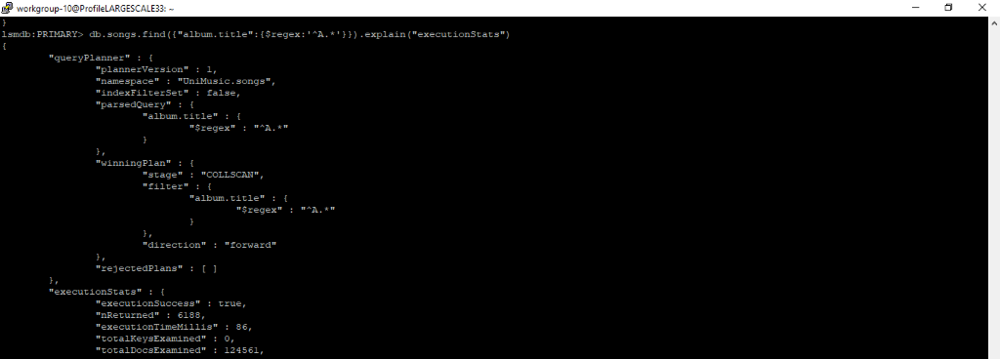 workgroup-10@ProfileLARGESCALE33: ~
}
lsmdb:PRIMARY> db.songs.find({"album.title":{$regex:'^A.*'}}).explain("executionStats")
{
"queryPlanner" : {
"plannerVersion" : 1,
"namespace" : "UniMusic.songs",
"indexFilterSet" : false,
"parsedQuery" : {
"album.title" : {
"$regex" : "^A.*"
}
},
"winningPlan" : {
"stage" : "COLLSCAN",
"filter" : {
"album.title" : {
"$regex" : "^A.*"
}
},
"direction" : "forward"
},
"rejectedPlans" : [ ]
},
"executionStats" : {
"executionSuccess" : true,
"nReturned" : 6188,
"executionTimeMillis" : 86,
"totalKeysExamined" : 0,
"totalDocsExamined" : 124561,